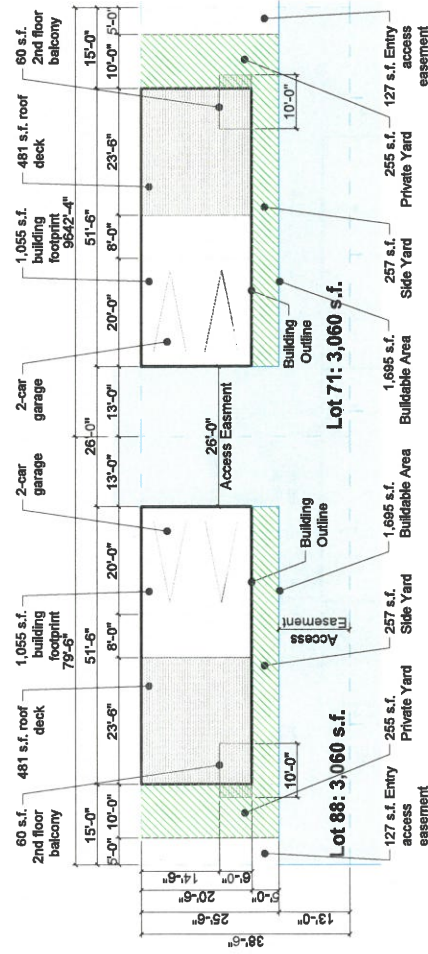 60 s.f.
2nd floor
balcony
481 s.f. roof
deck
1,055 s.f.
building
footprint
79'-6"
2-car
garage
2-car
garage
1,055 s.f.
building
footprint
9642'-4"
481 s.f. roof
deck
60 s.f.
2nd floor
balcony
15'-0"
51'-6"
26'-0"
51'-6"
15'-0"
5'-0"
10'-0"
23'-6"
8'-0"
20'-0"
13'-0"
13'-0"
20'-0"
8'-0"
23'-6"
10'-0"
5'-0"
38'-6"
25'-6"
20'-6"
14'-6"
6'-0"
5'-0"
13'-0"
26'-0"
Access Easment
10'-0"
10'-0"
Building
Outline
Building
Outline
Access
Easement
Lot 88: 3,060 s.f.
Lot 71: 3,060 s.f.
127 s.f. Entry
access
easement
255 s.f.
Private Yard
257 s.f.
Side Yard
1,695 s.f.
Buildable Area
1,695 s.f.
Buildable Area
257 s.f.
Side Yard
255 s.f.
Private Yard
127 s.f. Entry
access
easement